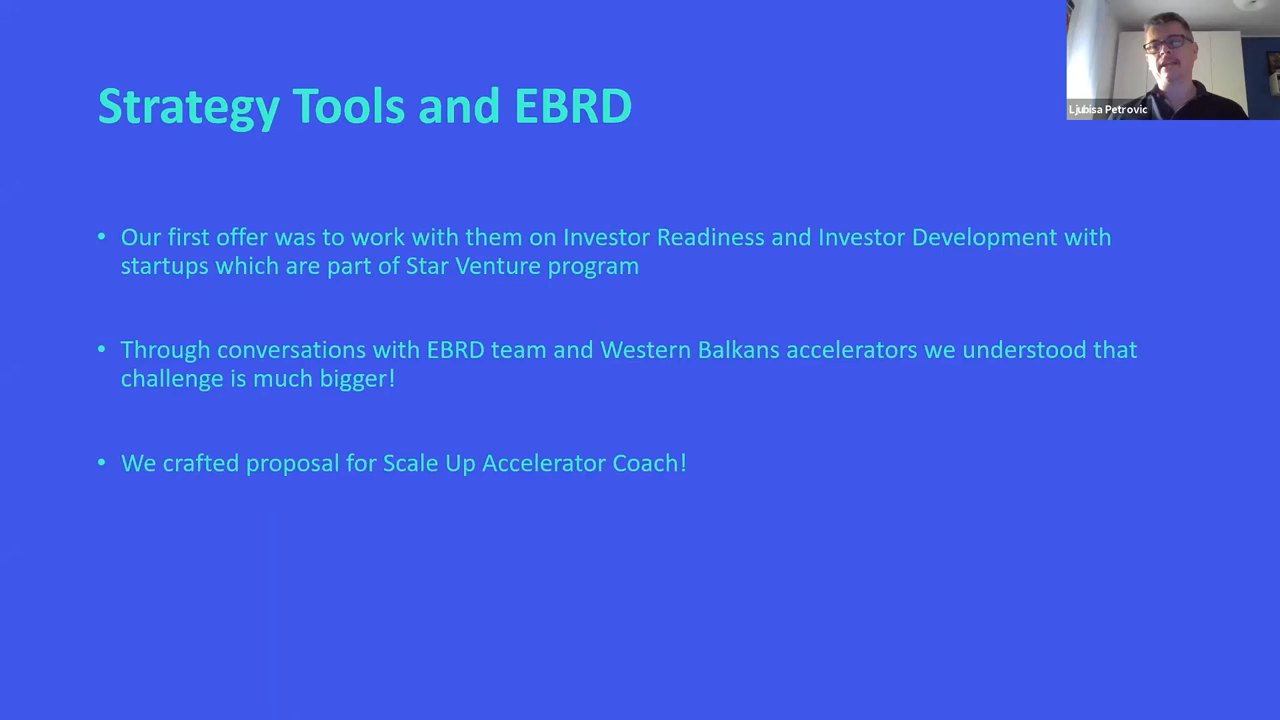 Strategy Tools and EBRD
Ljubisa Petrovic
• Our first offer was to work with them on Investor Readiness and Investor Development with
startups which are part of Star Venture program
• Through conversations with EBRD team and Western Balkans accelerators we understood that
challenge is much bigger!
• We crafted proposal for Scale Up Accelerator Coach!